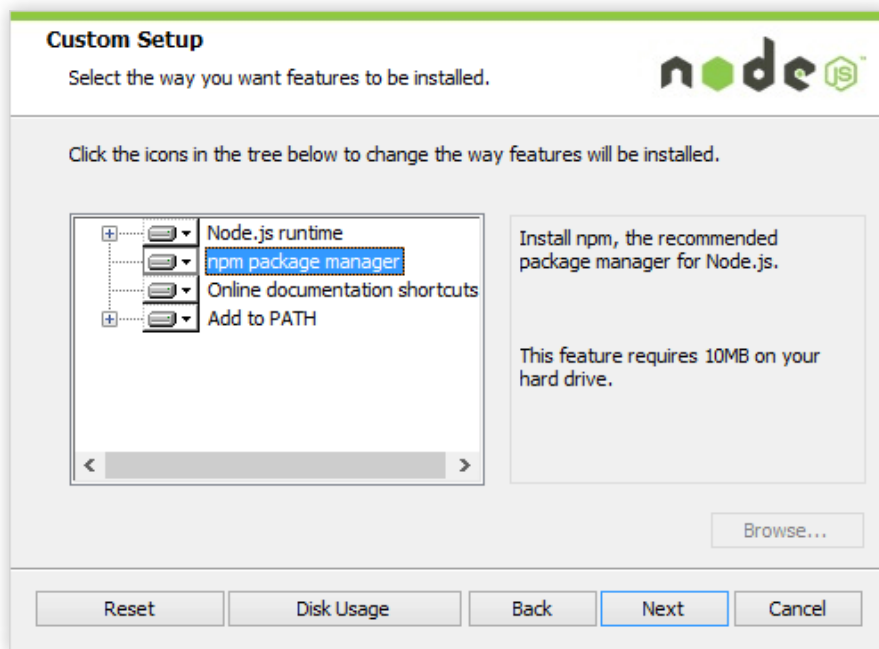 Custom Setup
Select the way you want features to be installed.
node JS™
Click the icons in the tree below to change the way features will be installed.
Node.js runtime
npm package manager
Online documentation shortcuts
Add to PATH
Install npm, the recommended
package manager for Node.js.
This feature requires 10MB on your
hard drive.
Browse...
Reset
Disk Usage
Back
Next
Cancel